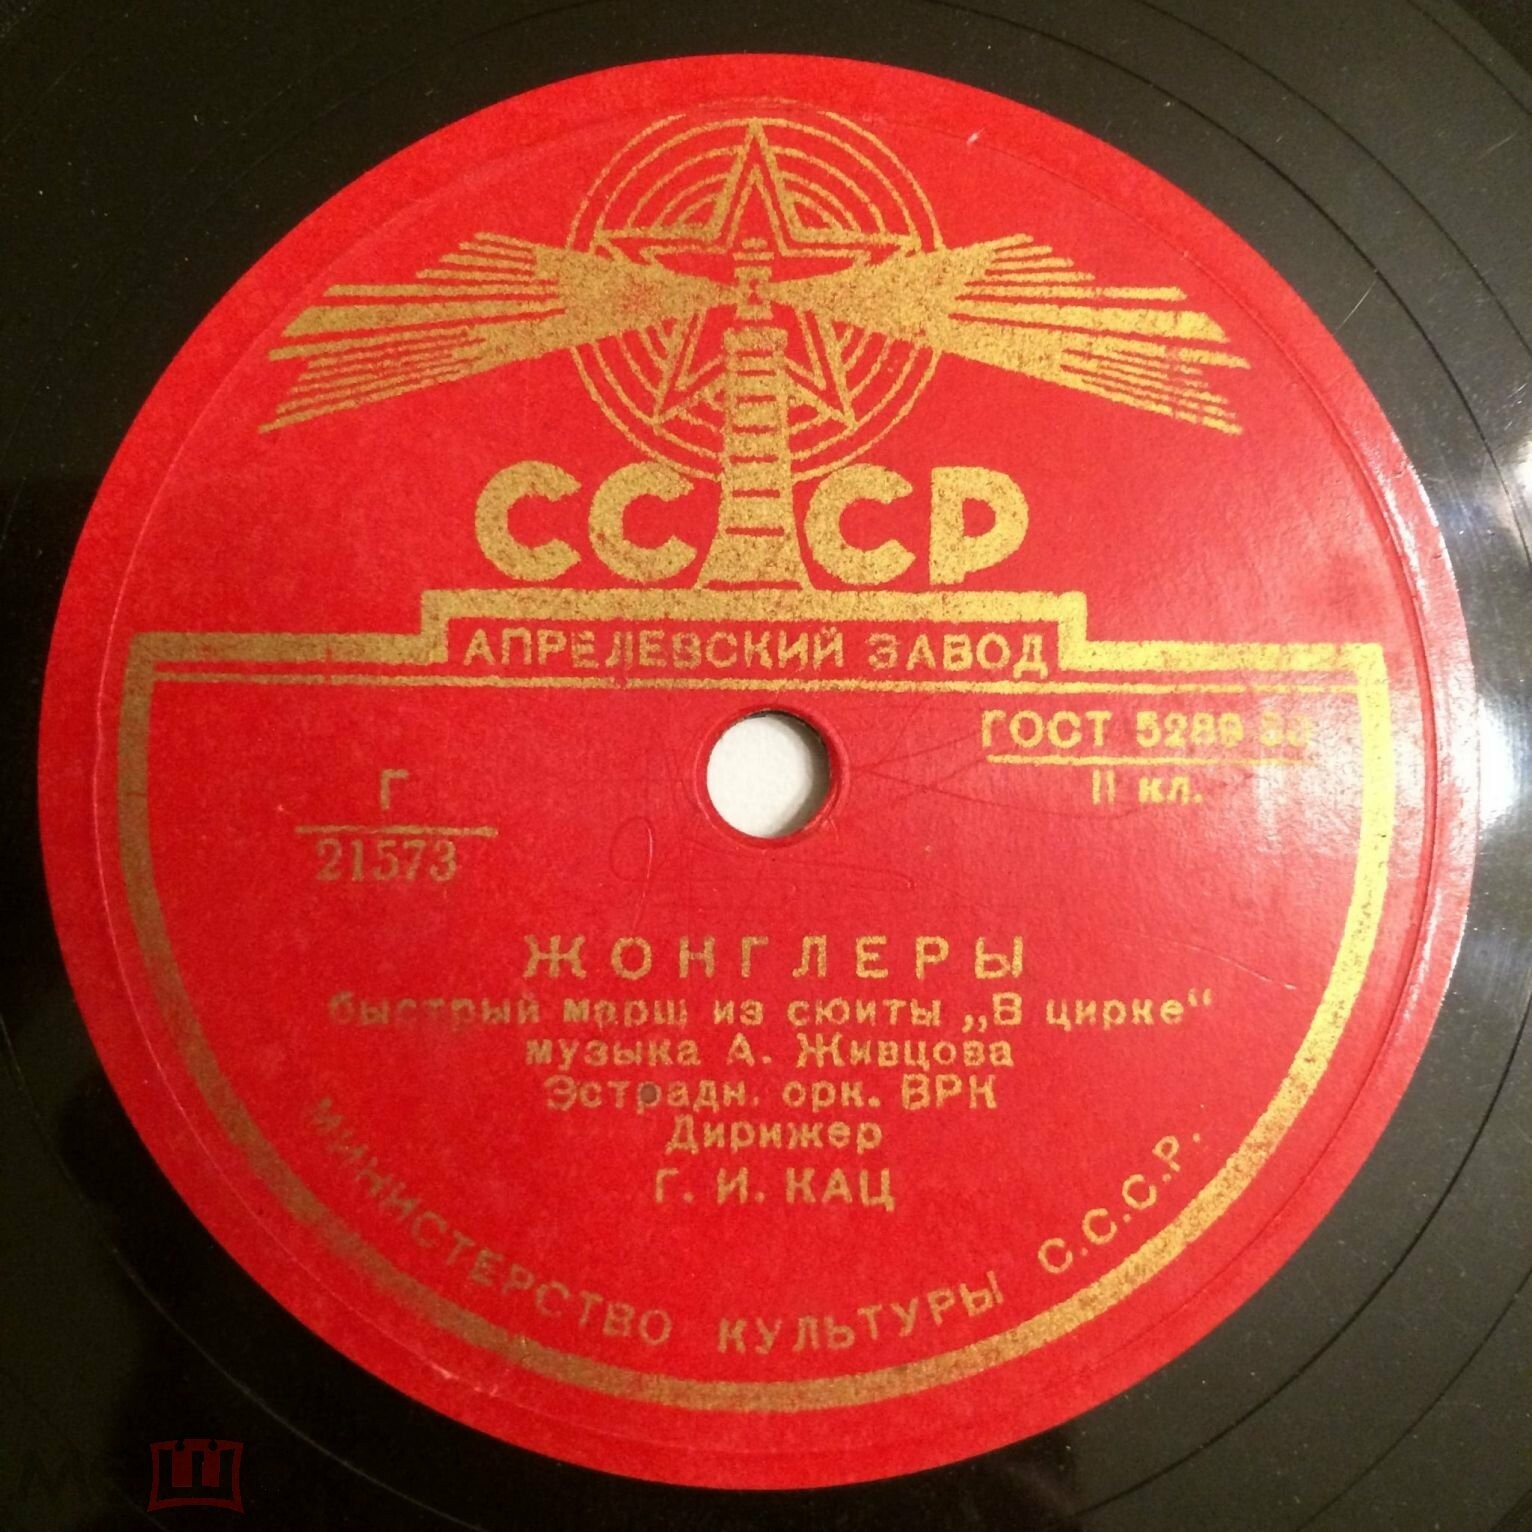 СССР
АПРЕЛЕВСКИЙ ЗАВОД
ГОСТ 5289
II кл.
Г
21573
ЖОНГЛЕРЫ
быстрый марш из сюиты „В цирке“
музыка А. Живцова
Эстрадн. орк. ВРК
Дирижер
Г. И. КАЦ
МИНИСТЕРСТВО КУЛЬТУРЫ С.С.С.Р.